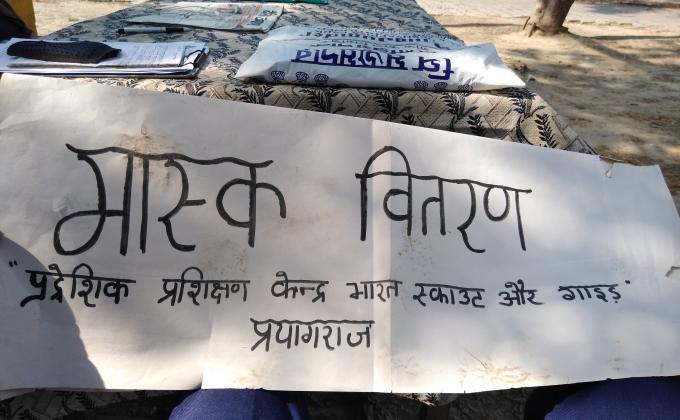 मास्क वितरण
"प्रदेशिक प्रशिक्षण केन्द्र भारत स्काउट और गाइड़"
प्रयागराज